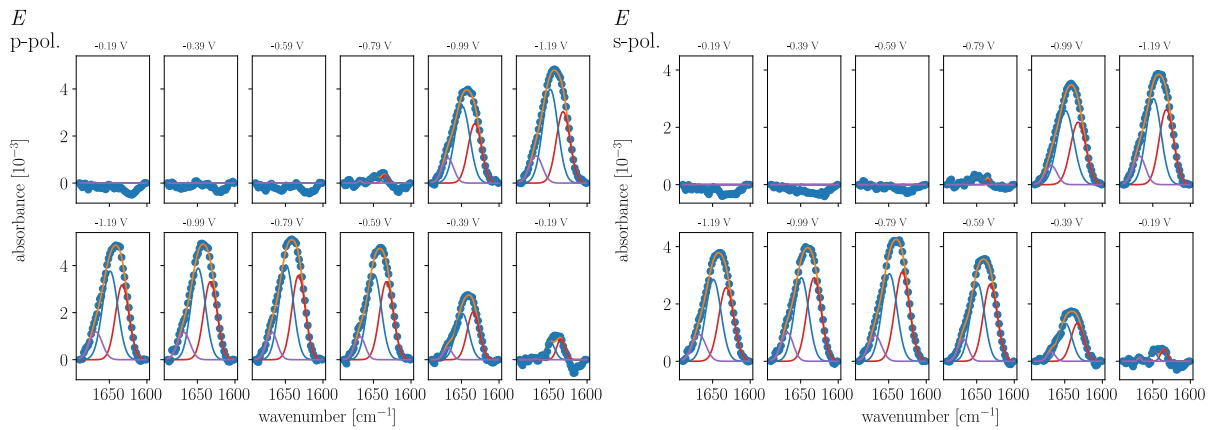 E
p-pol.
-0.19 V -0.39 V -0.59 V -0.79 V -0.99 V -1.19 V
4
2
0
-1.19 V -0.99 V -0.79 V -0.59 V -0.39 V -0.19 V
4
2
0
absorbance [10⁻³]
1650 1600 1650 1600 1650 1600 1650 1600 1650 1600 1650 1600
wavenumber [cm⁻¹]
E
s-pol.
-0.19 V -0.39 V -0.59 V -0.79 V -0.99 V -1.19 V
4
2
0
-1.19 V -0.99 V -0.79 V -0.59 V -0.39 V -0.19 V
4
2
0
absorbance [10⁻³]
1650 1600 1650 1600 1650 1600 1650 1600 1650 1600 1650 1600
wavenumber [cm⁻¹]